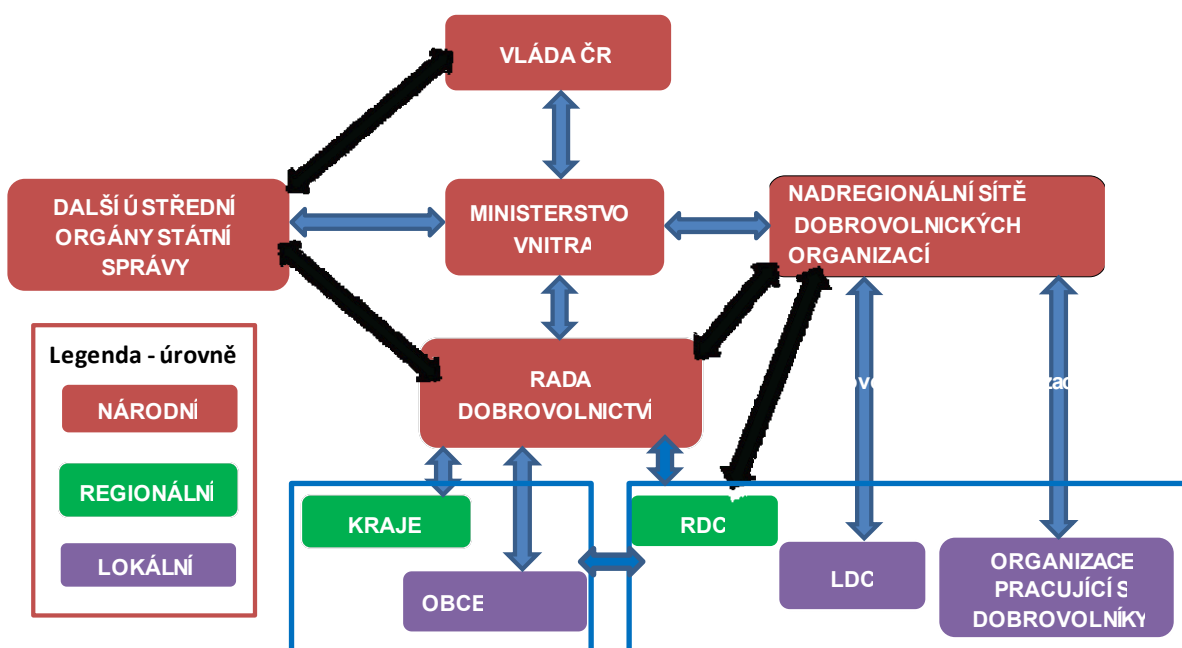 VLÁDA ČR
DALŠÍ ÚSTŘEDNÍ
ORGÁNY STÁTNÍ
SPRÁVY
MINISTERSTVO
VNITRA
NADREGIONÁLNÍ SÍTĚ
DOBROVOLNICKÝCH
ORGANIZACÍ
Legenda - úrovně
NÁRODNÍ
REGIONÁLNÍ
LOKÁLNÍ
RADA
DOBROVOLNICTVÍ
KRAJE
OBCE
RDC
LDC
ORGANIZACE
PRACUJÍCÍ S
DOBROVOLNÍKY